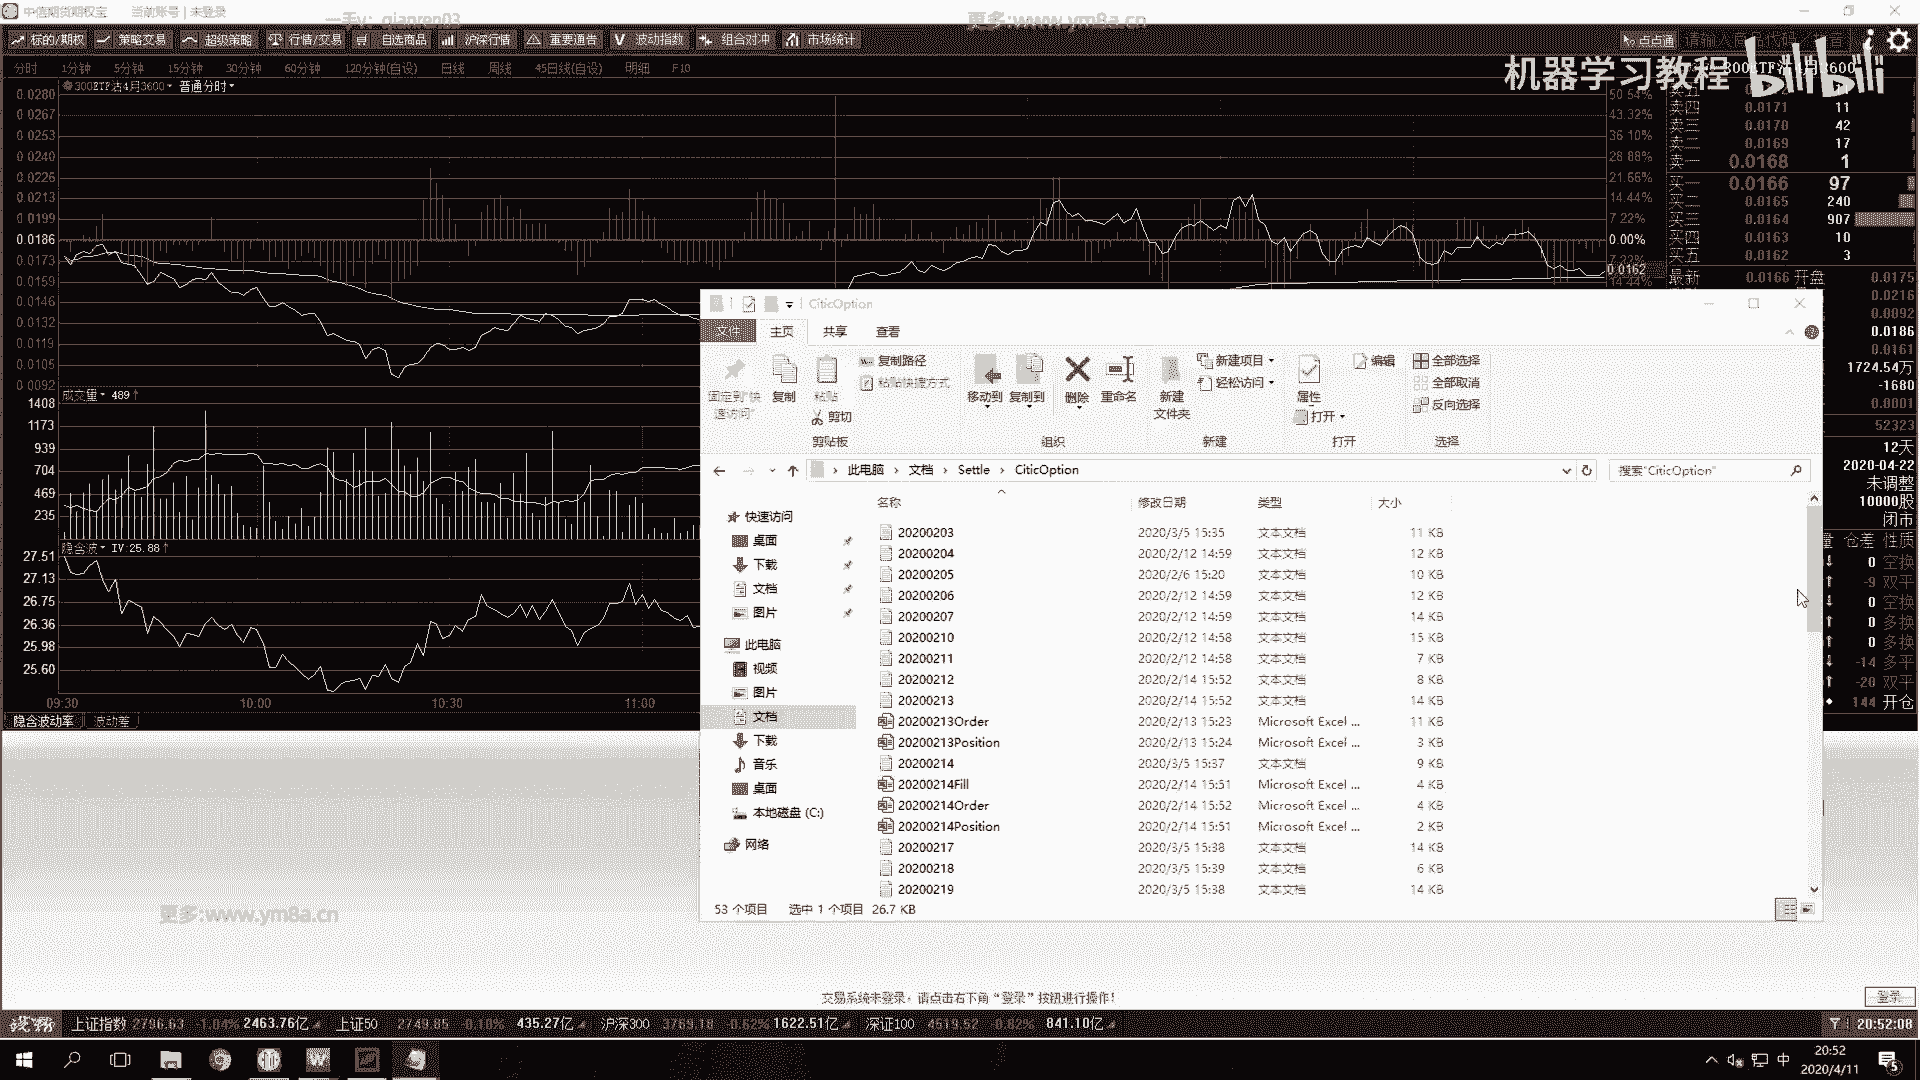 中信期货期权宝 当前账号 | 未登录
一手v：qianren03
更多:www.ym8a.cn
标的/期权 策略交易 超级策略 行情/交易 自选商品 沪深行情 重要通告 V 波动指数 组合对冲 市场统计 点点通
分时 1分钟 5分钟 15分钟 30分钟 60分钟 120分钟(自设) 日线 周线 45日线(自设) 明细 F10
机器学习教程 bilibili
300ETF沽4月3600 普通分时
0.0280
0.0267
0.0253
0.0240
0.0226
0.0213
0.0199
0.0186
0.0173
0.0159
0.0146
0.0132
0.0119
0.0105
0.0092
50.54%
43.32%
36.10%
28.88%
21.66%
14.44%
7.22%
0.00%
7.22%
0.0162
14.44%
卖四 0.0171 11
卖三 0.0170 42
卖二 0.0169 17
卖一 0.0168 1
买一 0.0166 97
买二 0.0165 240
买三 0.0164 907
买四 0.0163 10
买五 0.0162 3
最新 0.0166 开盘 0.0175
0.0216
0.0092
0.0186
0.0161
1724.54万
-1680
0.0001
52323
12天
2020-04-22
未调整
10000股
闭市
量 仓差 性质
0 空换
-9 双平
0 空换
0 多换
0 多换
-14 多平
-20 双平
144 开仓
成交量 489↑
1408
1173
939
704
469
235
隐含波 IV:25.88↑
27.51
27.13
26.75
26.36
25.98
25.60
09:30 10:00 10:30 11:00
隐含波动率 波动差
CiticOption
文件 主页 共享 查看
固定到"快速访问" 复制 粘贴 复制路径 粘贴快捷方式 剪切
移动到 复制到 删除 重命名
新建文件夹 新建项目 轻松访问
属性 打开 编辑
全部选择 全部取消 反向选择
剪贴板 组织 新建 打开 选择
此电脑 › 文档 › Settle › CiticOption
搜索"CiticOption"
名称 修改日期 类型 大小
快速访问
桌面
下载
文档
图片
此电脑
视频
图片
文档
下载
音乐
桌面
本地磁盘 (C:)
网络
20200203 2020/3/5 15:35 文本文档 11 KB
20200204 2020/2/12 14:59 文本文档 12 KB
20200205 2020/2/6 15:20 文本文档 10 KB
20200206 2020/2/12 14:59 文本文档 12 KB
20200207 2020/2/12 14:59 文本文档 14 KB
20200210 2020/2/12 14:58 文本文档 15 KB
20200211 2020/2/12 14:58 文本文档 7 KB
20200212 2020/2/14 15:52 文本文档 8 KB
20200213 2020/2/14 15:52 文本文档 14 KB
20200213Order 2020/2/13 15:23 Microsoft Excel ... 11 KB
20200213Position 2020/2/13 15:24 Microsoft Excel ... 3 KB
20200214 2020/3/5 15:37 文本文档 9 KB
20200214Fill 2020/2/14 15:51 Microsoft Excel ... 4 KB
20200214Order 2020/2/14 15:52 Microsoft Excel ... 4 KB
20200214Position 2020/2/14 15:51 Microsoft Excel ... 2 KB
20200217 2020/3/5 15:38 文本文档 14 KB
20200218 2020/3/5 15:39 文本文档 6 KB
20200219 2020/3/5 15:38 文本文档 14 KB
53 个项目 选中 1 个项目 26.7 KB
更多:www.ym8a.cn
交易系统未登录，请点击右下角“登录”按钮进行操作!
登录
上证指数 2796.63 -1.04% 2463.76亿 上证50 2749.85 -0.10% 435.27亿 沪深300 3769.18 -0.62% 1622.51亿 深证100 4519.52 -0.82% 841.10亿
20:52:08
中
20:52
2020/4/11
5